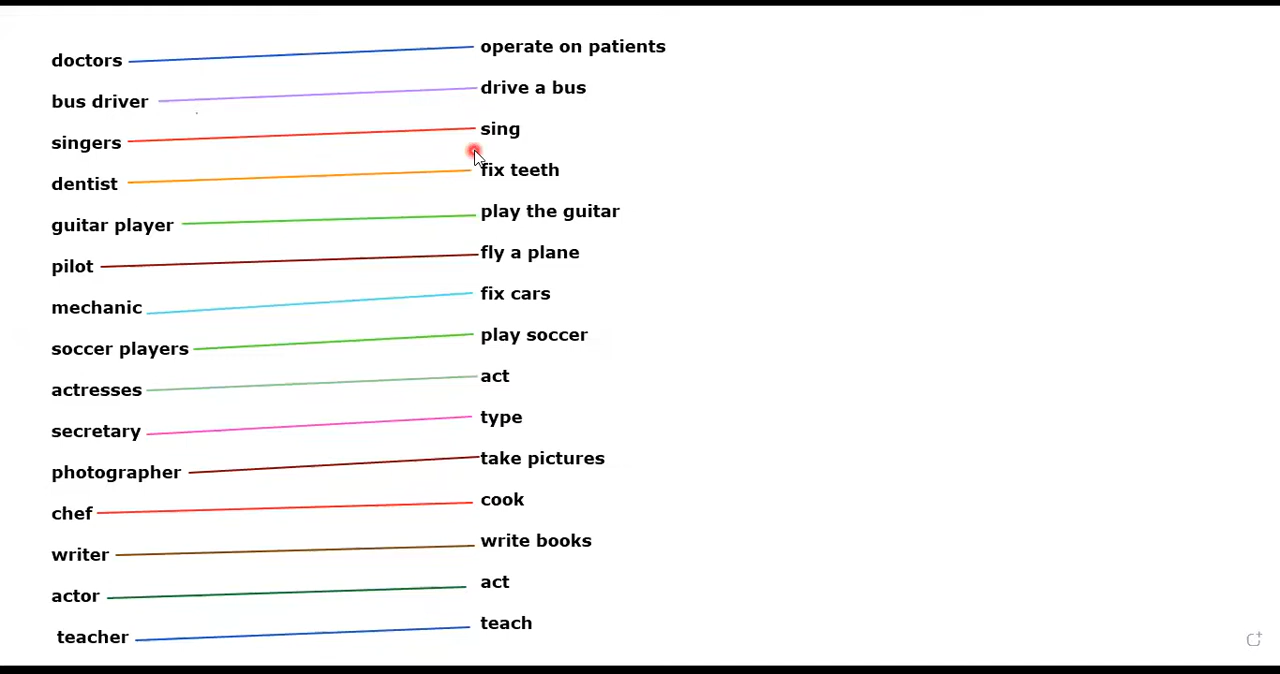 doctors operate on patients
bus driver drive a bus
singers sing
dentist fix teeth
guitar player play the guitar
pilot fly a plane
mechanic fix cars
soccer players play soccer
actresses act
secretary type
photographer take pictures
chef cook
writer write books
actor act
teacher teach